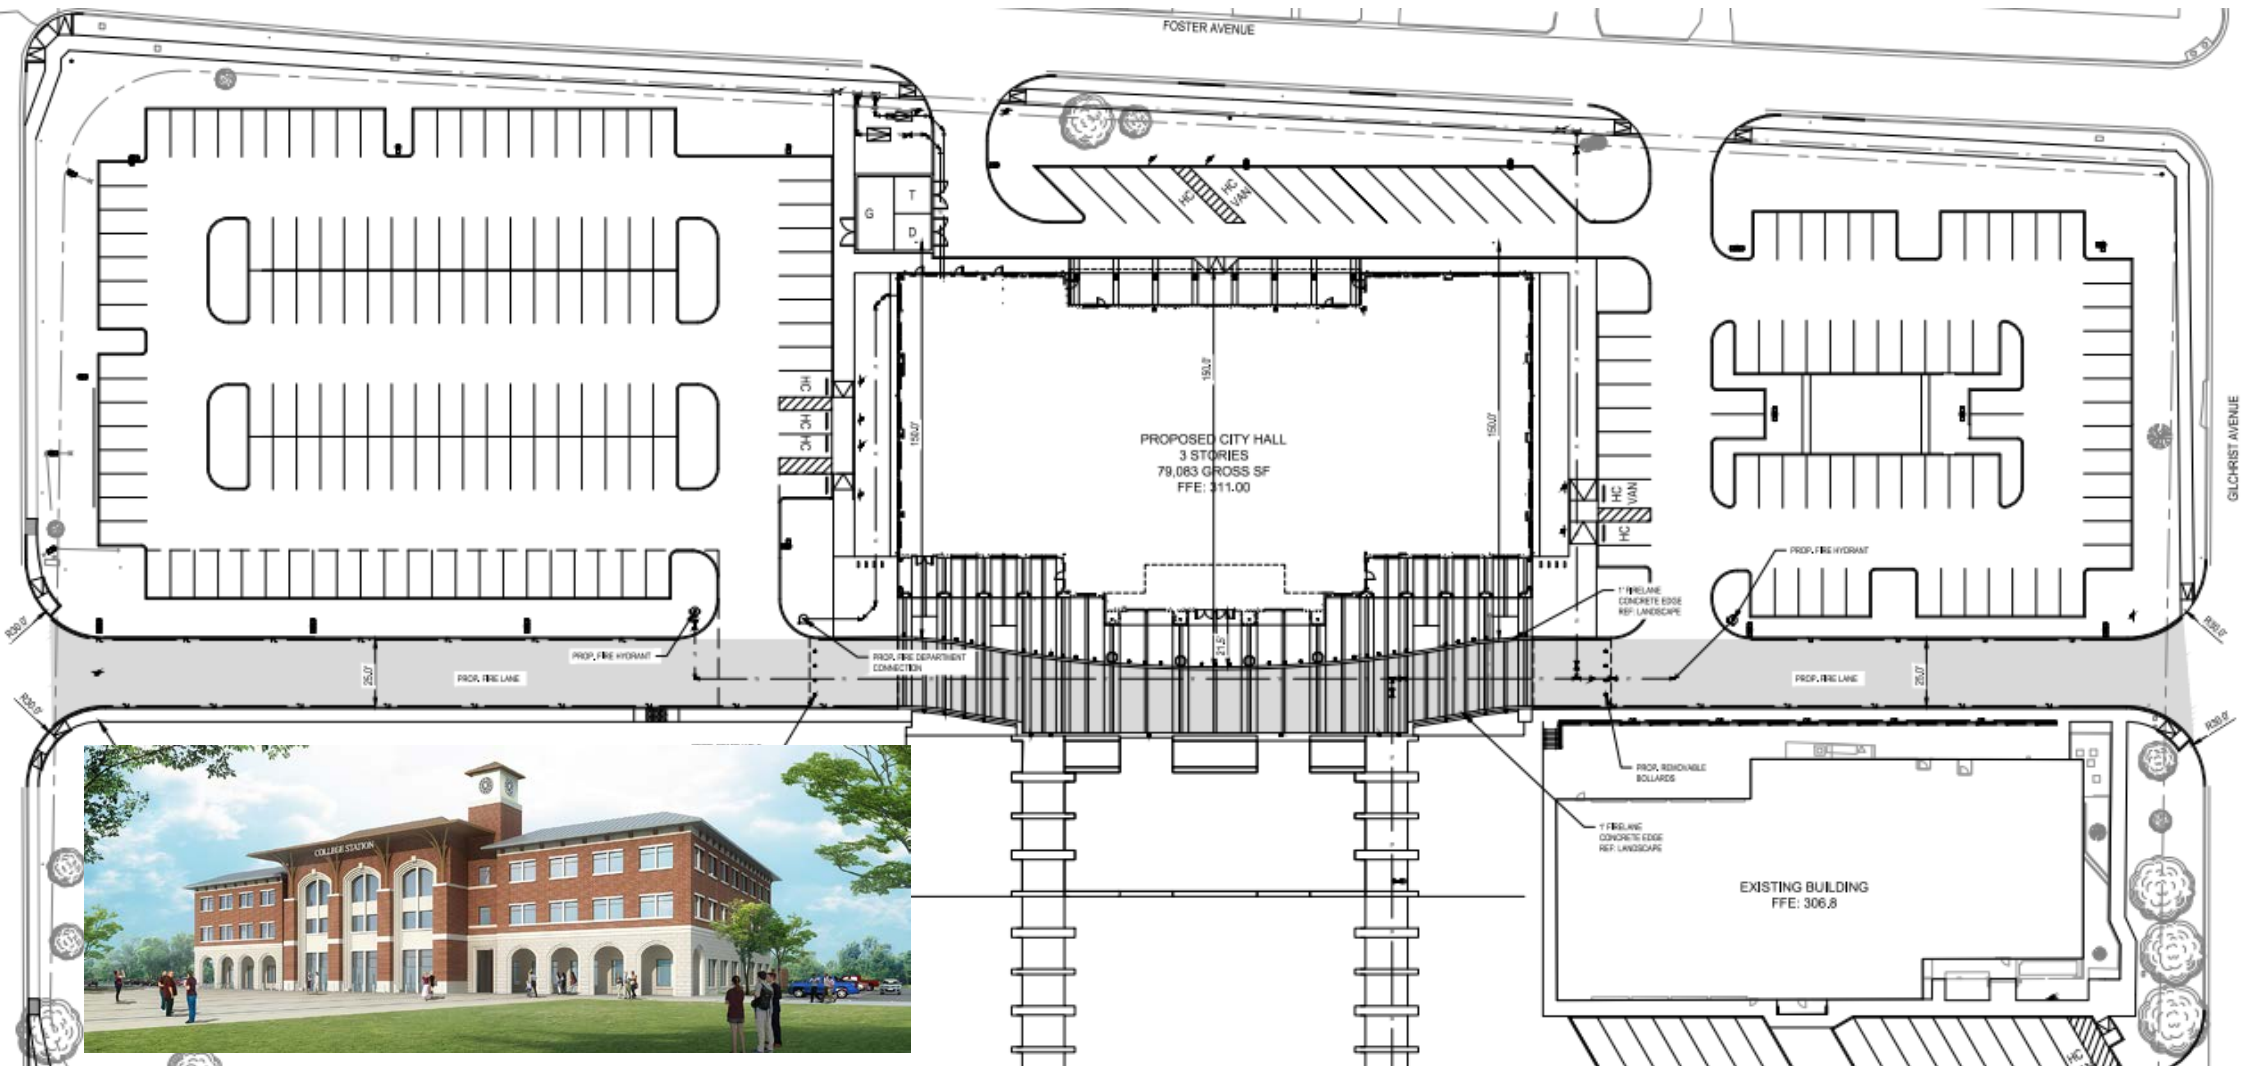 FOSTER AVENUE
G
T
D
HC
HC
VAN
HC
HC
HC
150.0'
150.0'
150.0'
PROPOSED CITY HALL
3 STORIES
79,083 GROSS SF
FFE: 311.00
HC
VAN
HC
GILCHRIST AVENUE
PROP. FIRE HYDRANT
1' FIRELANE
CONCRETE EDGE
REF: LANDSCAPE
R30.0'
R30.0'
PROP. FIRE HYDRANT
PROP. FIRE DEPARTMENT
CONNECTION
21.5'
25.0'
PROP. FIRE LANE
PROP. FIRE LANE
25.0'
R30.0'
R30.0'
PROP. REMOVABLE
BOLLARDS
1' FIRELANE
CONCRETE EDGE
REF: LANDSCAPE
COLLEGE STATION
EXISTING BUILDING
FFE: 306.8
HC